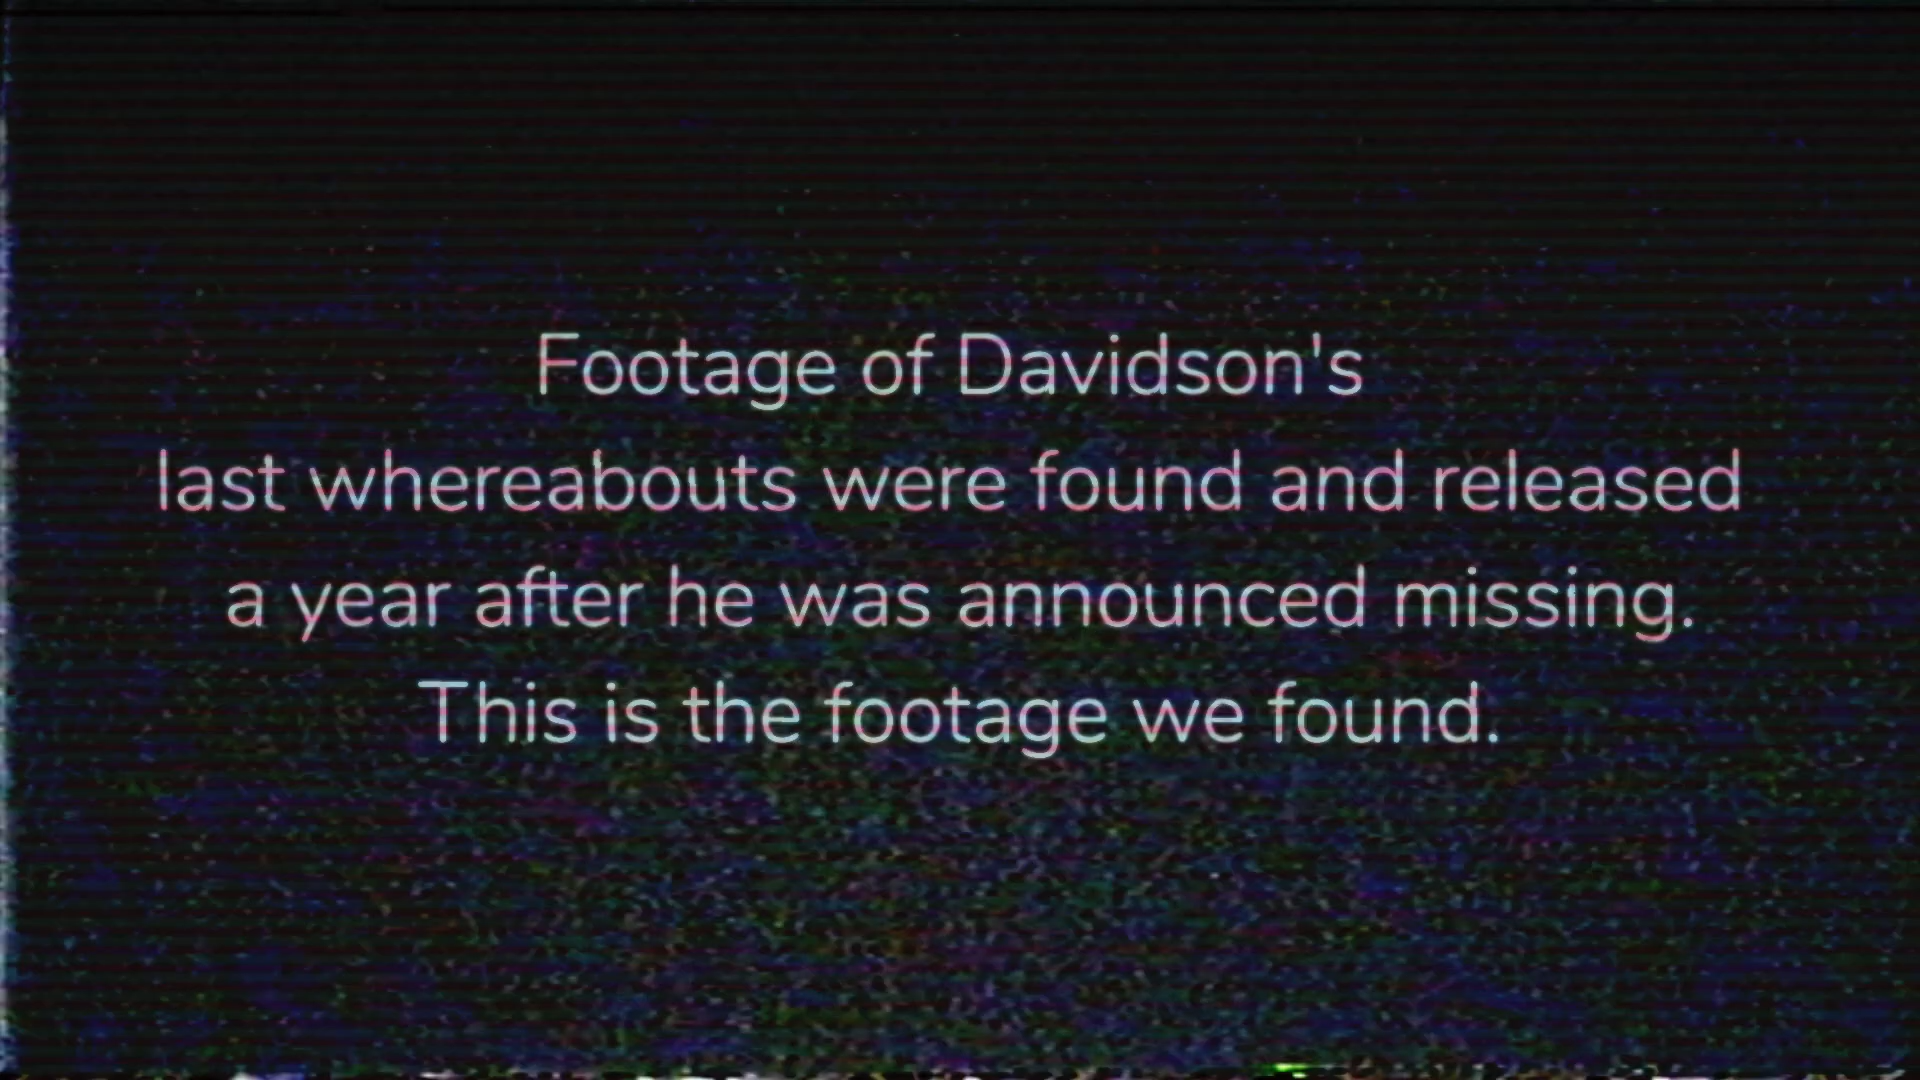 Footage of Davidson's
last whereabouts were found and released
a year after he was announced missing.
This is the footage we found.